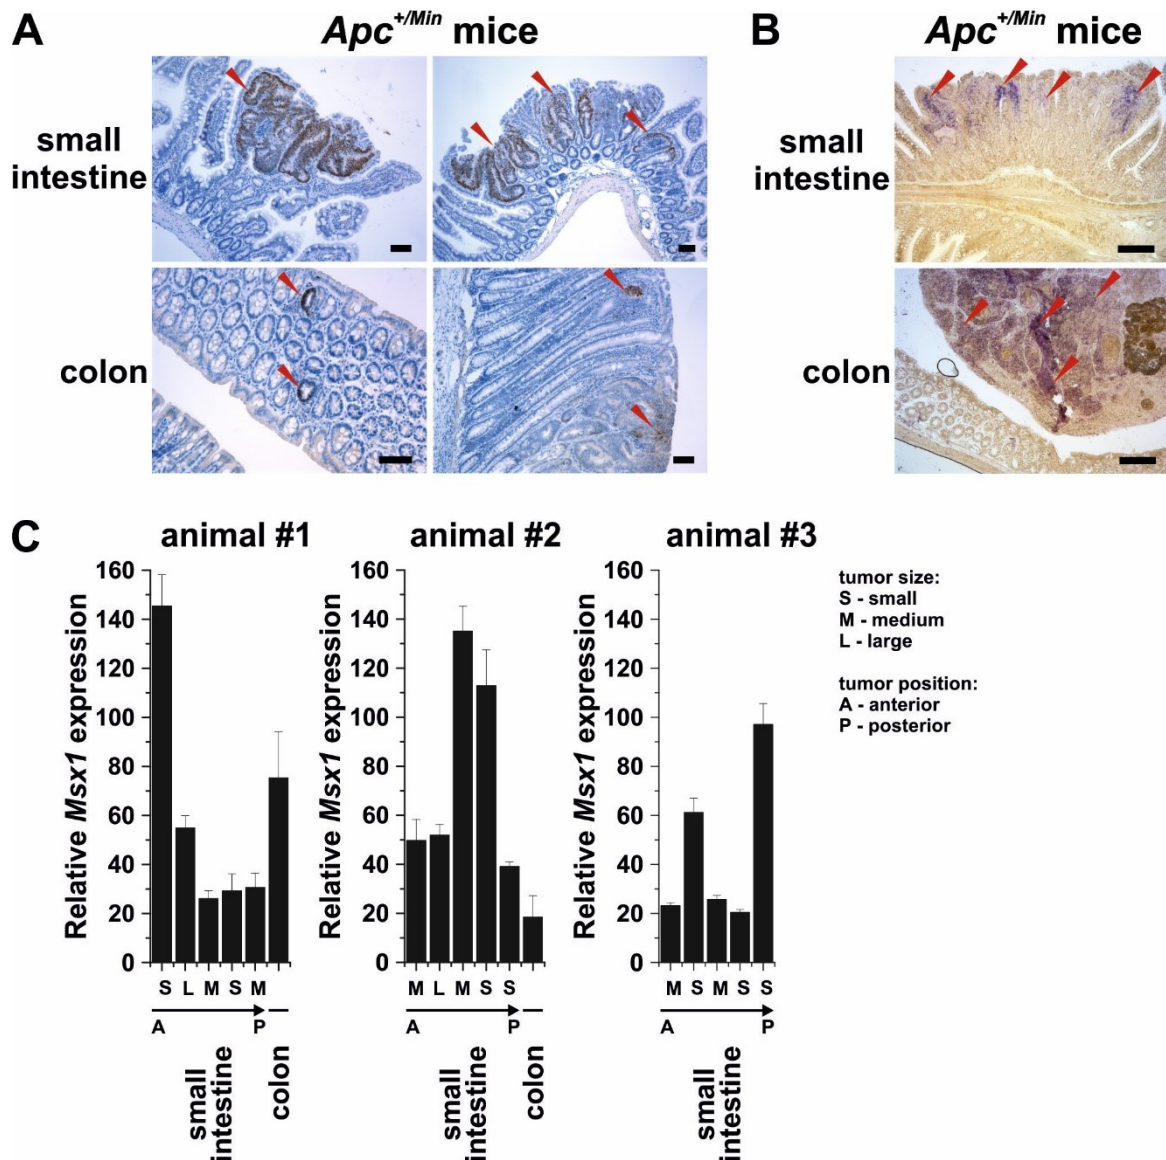 A
Apc+/Min mice
B
Apc+/Min mice
small
intestine
small
intestine
colon
colon
C
animal #1
animal #2
animal #3
Relative Msx1 expression
160
140
120
100
80
60
40
20
0
S L M S M
A P
small
intestine
colon
Relative Msx1 expression
160
140
120
100
80
60
40
20
0
M L M S S
A P
small
intestine
colon
Relative Msx1 expression
160
140
120
100
80
60
40
20
0
M S M S S
A P
small
intestine
tumor size:
S - small
M - medium
L - large
tumor position:
A - anterior
P - posterior